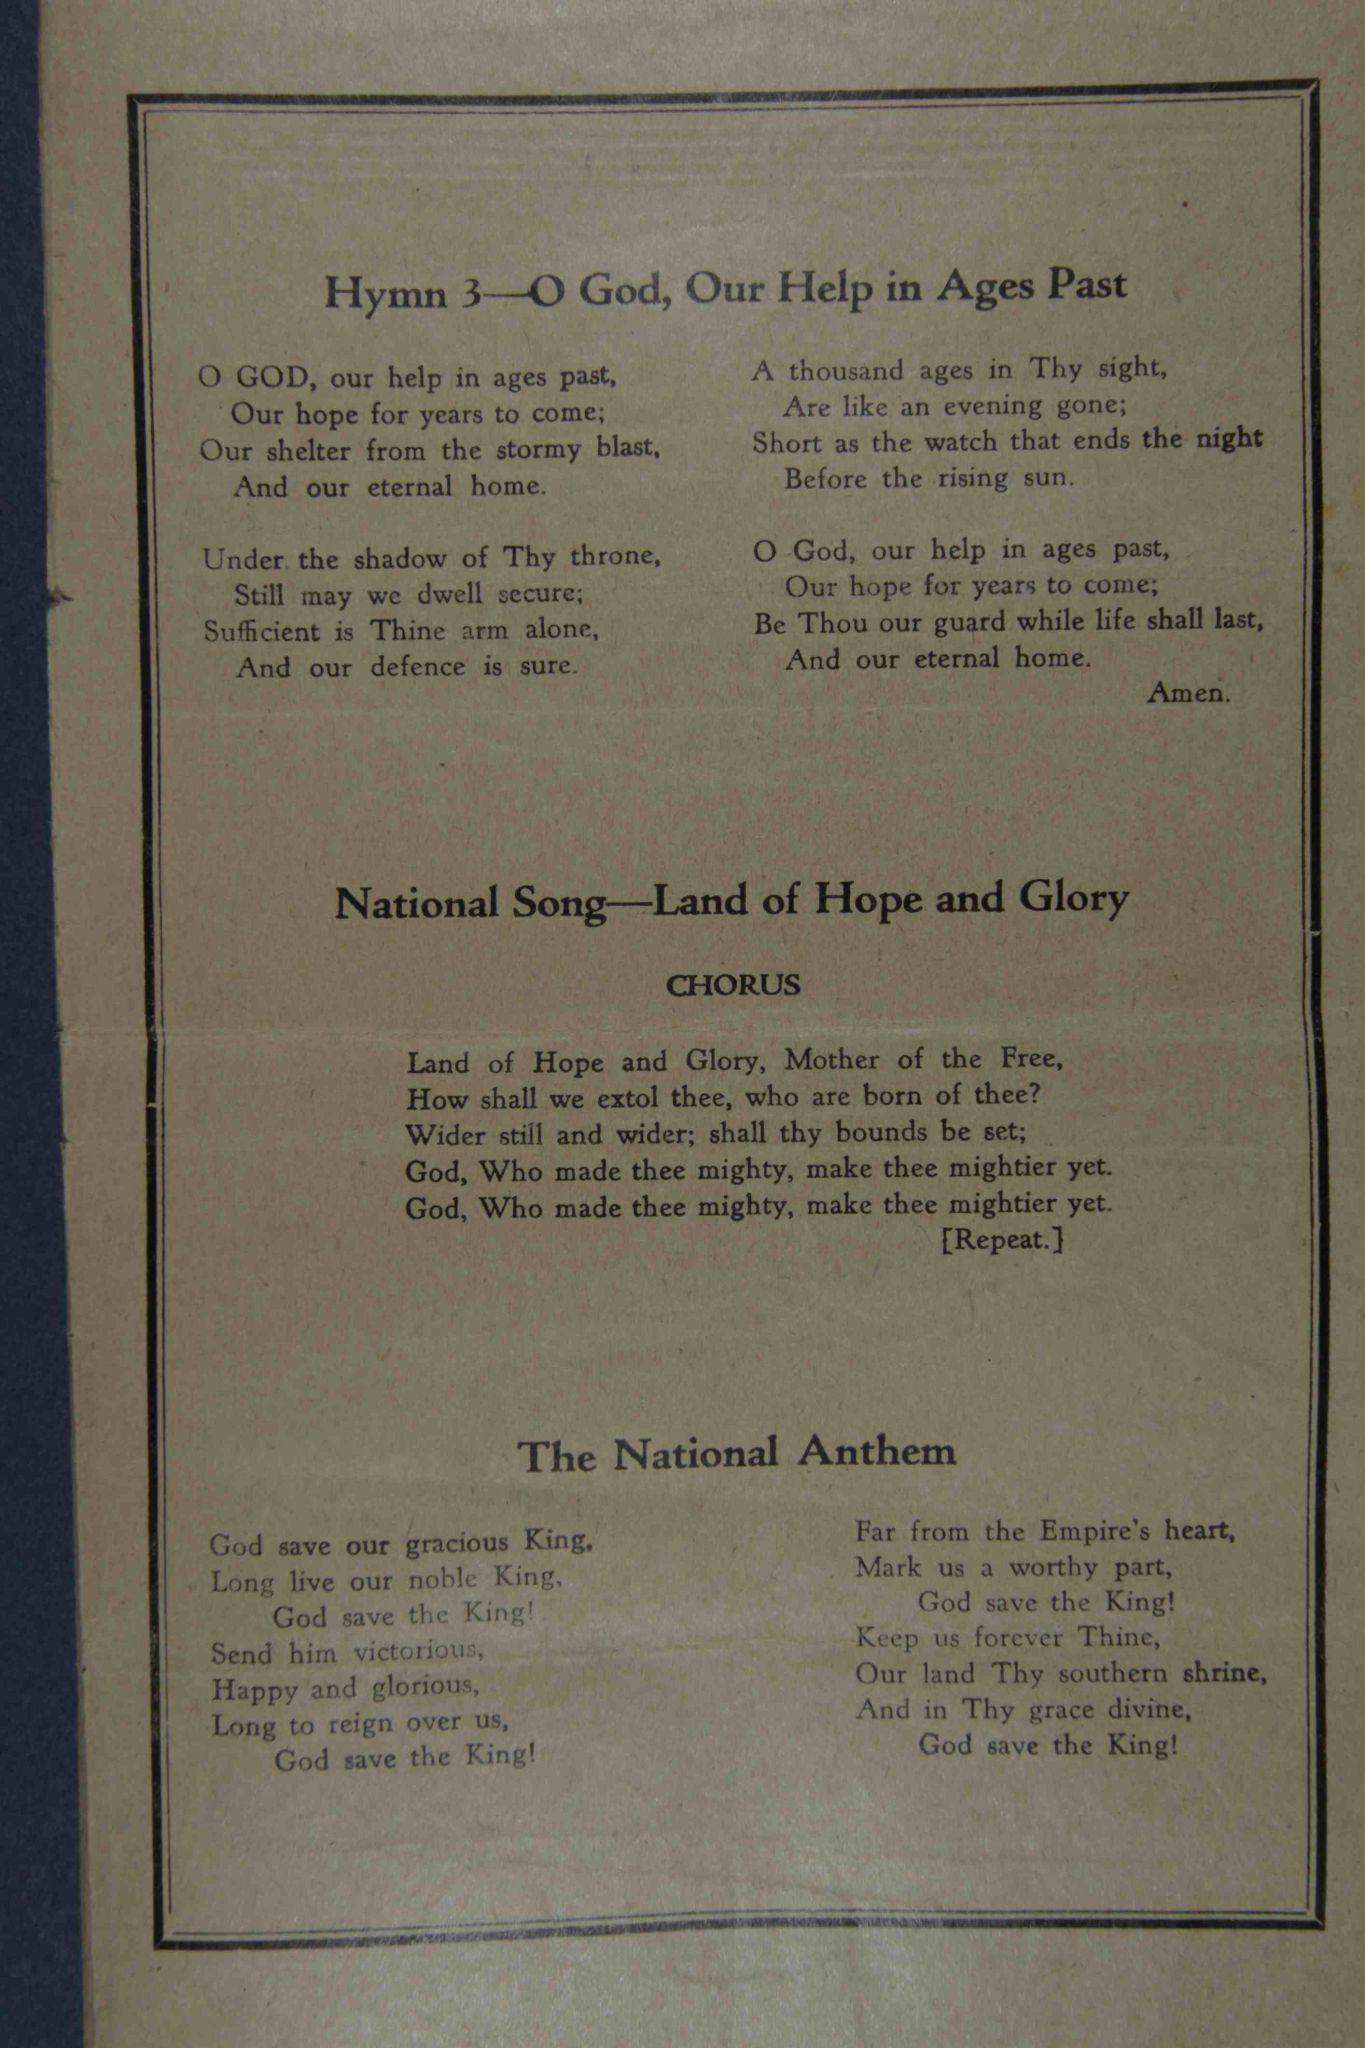 Hymn 3—O God, Our Help in Ages Past
O GOD, our help in ages past,
Our hope for years to come;
Our shelter from the stormy blast,
And our eternal home.
Under the shadow of Thy throne,
Still may we dwell secure;
Sufficient is Thine arm alone,
And our defence is sure.
A thousand ages in Thy sight,
Are like an evening gone;
Short as the watch that ends the night
Before the rising sun.
O God, our help in ages past,
Our hope for years to come;
Be Thou our guard while life shall last,
And our eternal home.
Amen.
National Song—Land of Hope and Glory
CHORUS
Land of Hope and Glory, Mother of the Free,
How shall we extol thee, who are born of thee?
Wider still and wider; shall thy bounds be set;
God, Who made thee mighty, make thee mightier yet.
God, Who made thee mighty, make thee mightier yet.
[Repeat.]
The National Anthem
God save our gracious King,
Long live our noble King,
God save the King!
Send him victorious,
Happy and glorious,
Long to reign over us,
God save the King!
Far from the Empire's heart,
Mark us a worthy part,
God save the King!
Keep us forever Thine,
Our land Thy southern shrine,
And in Thy grace divine,
God save the King!